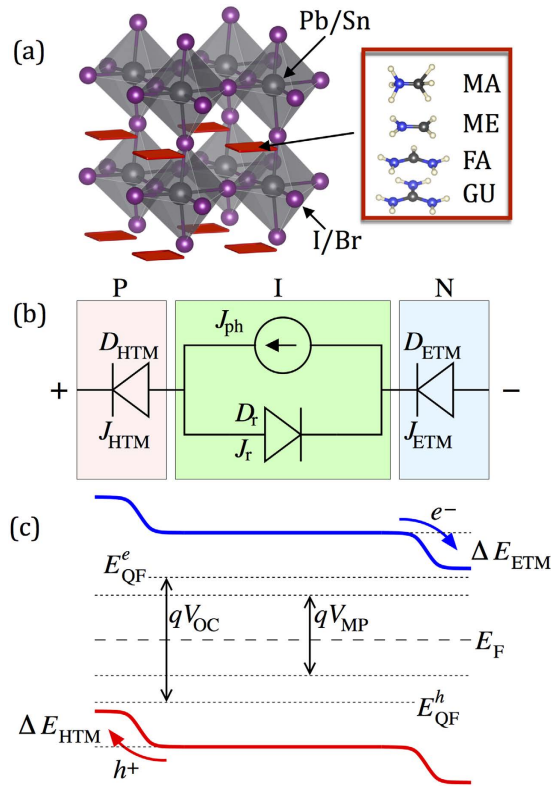 (a)
Pb/Sn
MA
ME
FA
GU
I/Br
P I N
(b)
J_ph
D_HTM
D_ETM
+
−
D_r
J_HTM
J_r
J_ETM
(c)
e−
ΔE_ETM
E^e_QF
qV_OC
qV_MP
E_F
E^h_QF
ΔE_HTM
h+